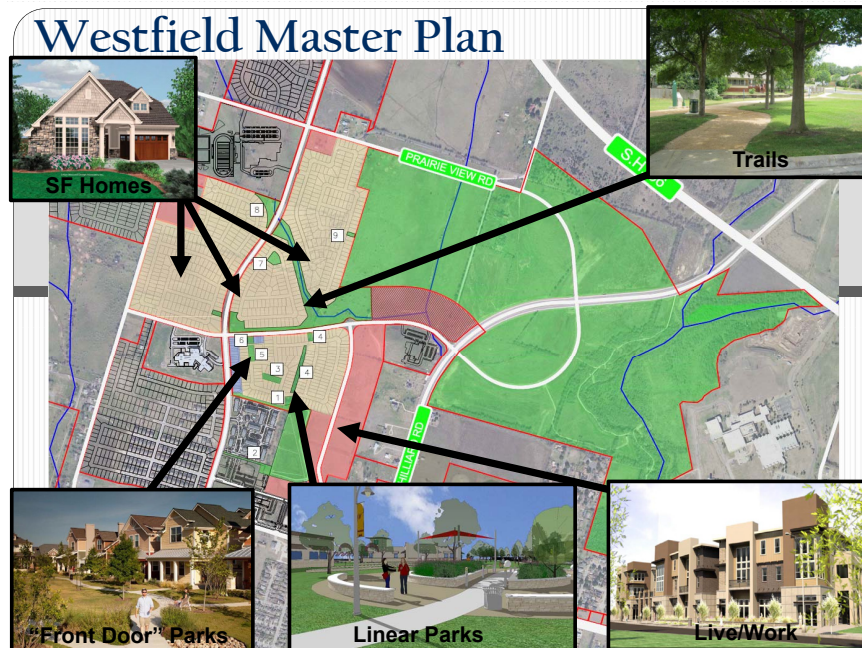 Westfield Master Plan
SF Homes
Trails
PRAIRIE VIEW RD
8
9
7
6
4
5
3
4
1
2
"Front Door" Parks
Linear Parks
Live/Work